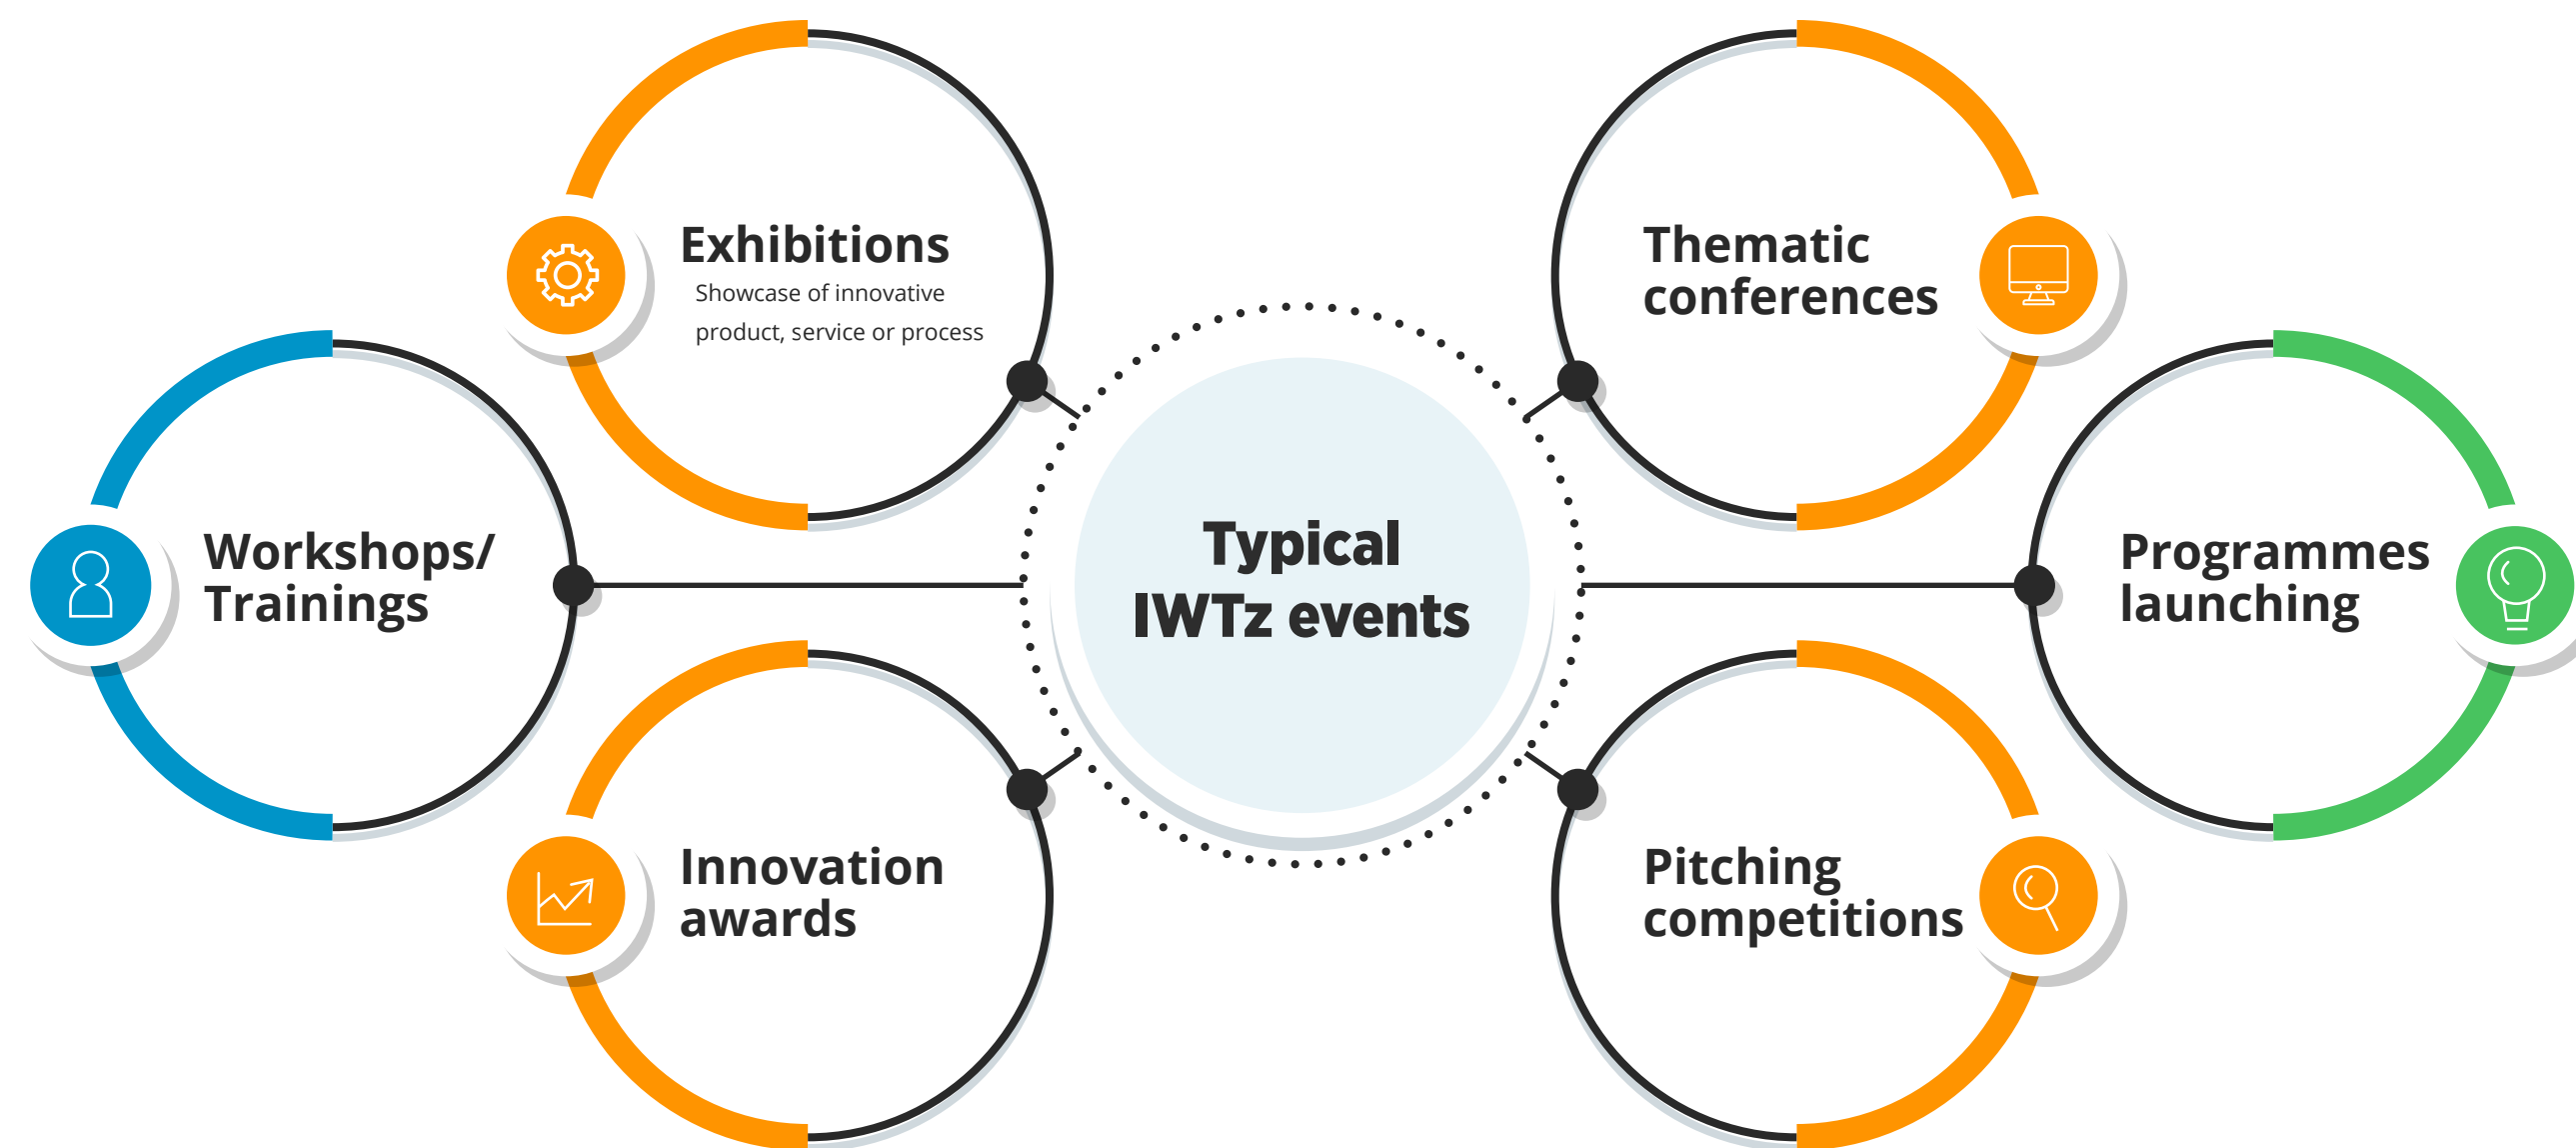 Exhibitions
Showcase of innovative
product, service or process
Thematic
conferences
Workshops/
Trainings
Typical
IWTz events
Programmes
launching
Innovation
awards
Pitching
competitions